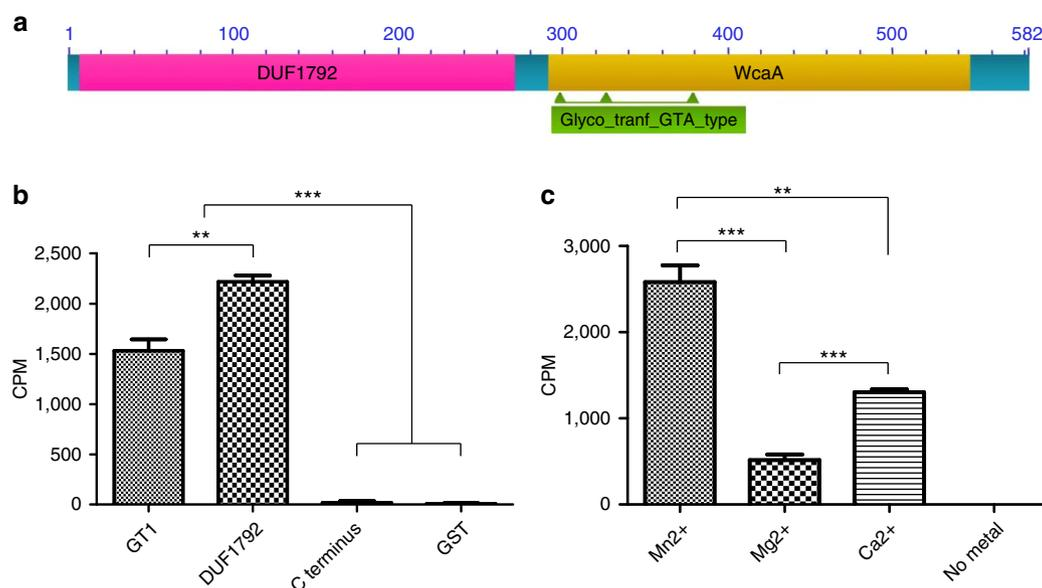 a
1 100 200 300 400 500 582
DUF1792 WcaA
Glyco_tranf_GTA_type
b
***
**
2,500
2,000
1,500
1,000
500
0
CPM
GT1 DUF1792 C terminus GST
c
**
***
***
3,000
2,000
1,000
0
CPM
Mn2+ Mg2+ Ca2+ No metal